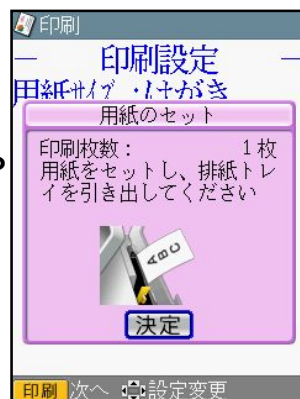 印刷
印刷設定
用紙サイズ :はがき
用紙のセット
印刷枚数: 1枚
用紙をセットし、排紙トレ
イを引き出してください
ABC
決定
印刷 次へ 設定変更